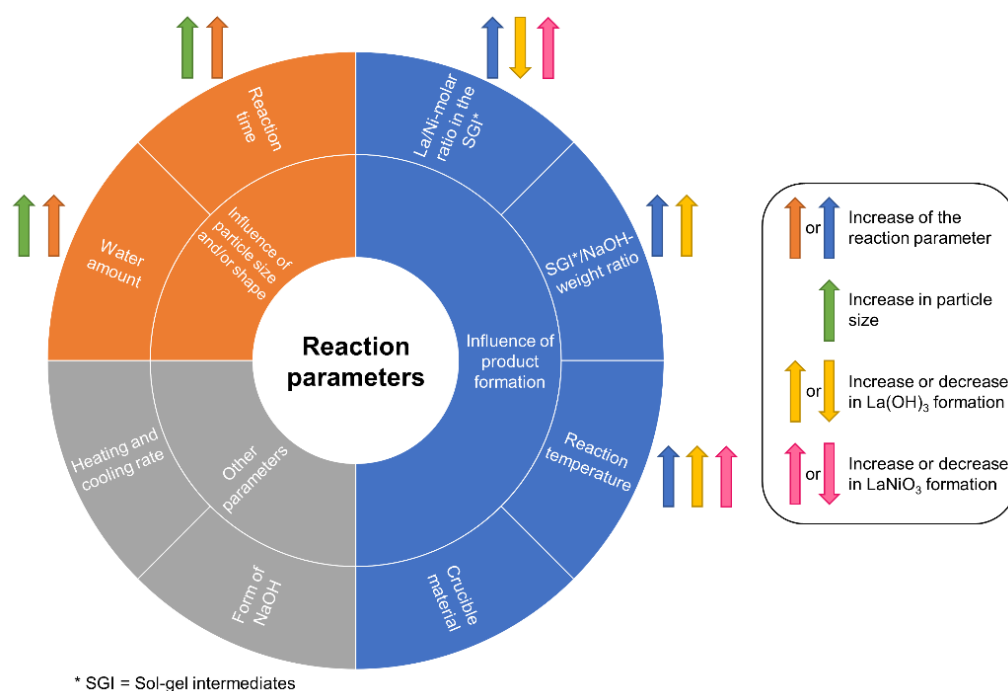 Reaction
time
La/Ni-molar
ratio in the
SGI*
Water
amount
Influence of
particle size
and/or shape
SGI*/NaOH-
weight ratio
Reaction
parameters
Influence of
product
formation
Heating and
cooling rate
Other
parameters
Reaction
temperature
Form of
NaOH
Crucible
material
* SGI = Sol-gel intermediates
or
Increase of the
reaction parameter
Increase in particle
size
or
Increase or decrease
in La(OH)₃ formation
or
Increase or decrease
in LaNiO₃ formation